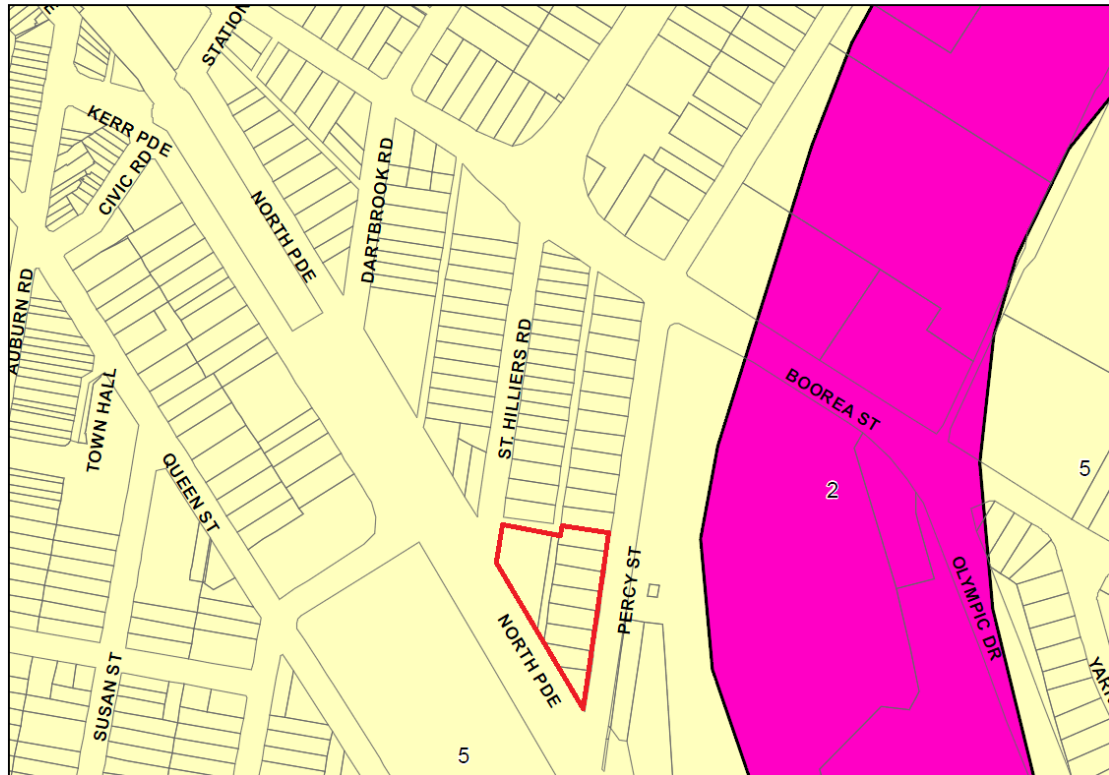 STATION
KERR PDE
CIVIC RD
NORTH PDE
DARTBROOK RD
AUBURN RD
ST. HILLIERS RD
TOWN HALL
QUEEN ST
BOOREA ST
5
2
PERCY ST
OLYMPIC DR
NORTH PDE
SUSAN ST
5